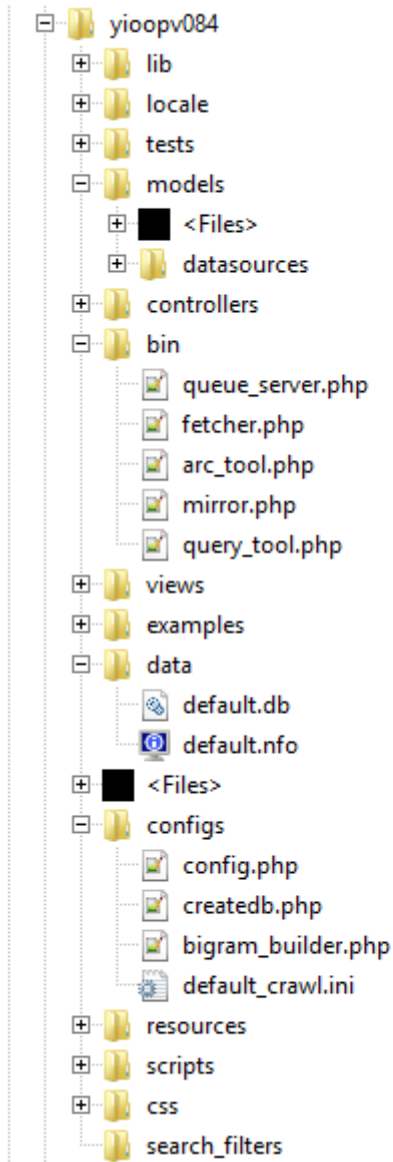 yioopv084
lib
locale
tests
models
<Files>
datasources
controllers
bin
queue_server.php
fetcher.php
arc_tool.php
mirror.php
query_tool.php
views
examples
data
default.db
default.nfo
<Files>
configs
config.php
createdb.php
bigram_builder.php
default_crawl.ini
resources
scripts
css
search_filters